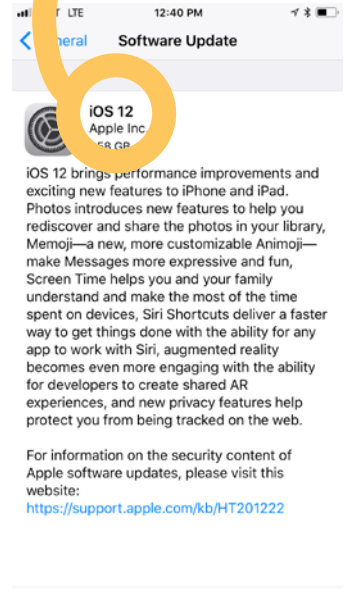 LTE
12:40 PM
Software Update
iOS 12
Apple Inc.
58 GB
iOS 12 brings performance improvements and
exciting new features to iPhone and iPad.
Photos introduces new features to help you
rediscover and share the photos in your library,
Memoji—a new, more customizable Animoji—
make Messages more expressive and fun,
Screen Time helps you and your family
understand and make the most of the time
spent on devices, Siri Shortcuts deliver a faster
way to get things done with the ability for any
app to work with Siri, augmented reality
becomes even more engaging with the ability
for developers to create shared AR
experiences, and new privacy features help
protect you from being tracked on the web.
For information on the security content of
Apple software updates, please visit this
website:
https://support.apple.com/kb/HT201222